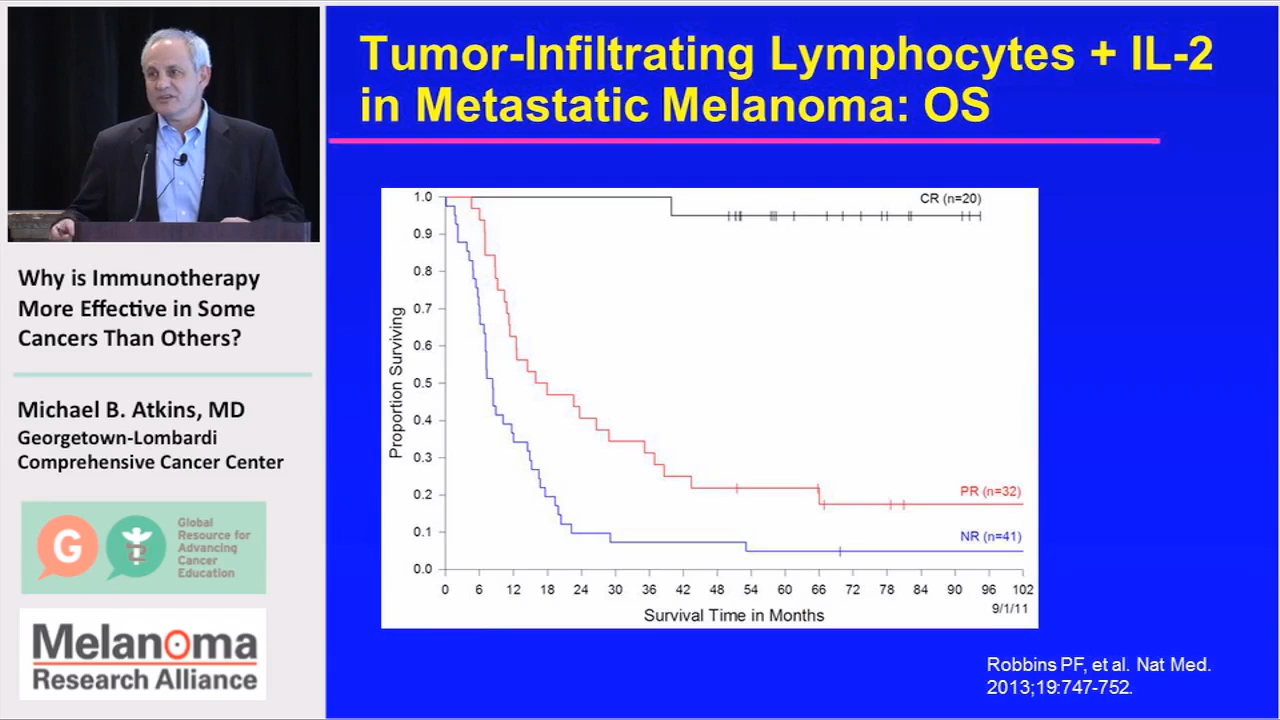 Tumor-Infiltrating Lymphocytes + IL-2
in Metastatic Melanoma: OS
Why is Immunotherapy
More Effective in Some
Cancers Than Others?
Michael B. Atkins, MD
Georgetown-Lombardi
Comprehensive Cancer Center
G
Global
Resource for
Advancing
Cancer
Education
Melanoma
Research Alliance
Proportion Surviving
1.0
0.9
0.8
0.7
0.6
0.5
0.4
0.3
0.2
0.1
0.0
CR (n=20)
PR (n=32)
NR (n=41)
0 6 12 18 24 30 36 42 48 54 60 66 72 78 84 90 96 102
Survival Time in Months
9/1/11
Robbins PF, et al. Nat Med.
2013;19:747-752.